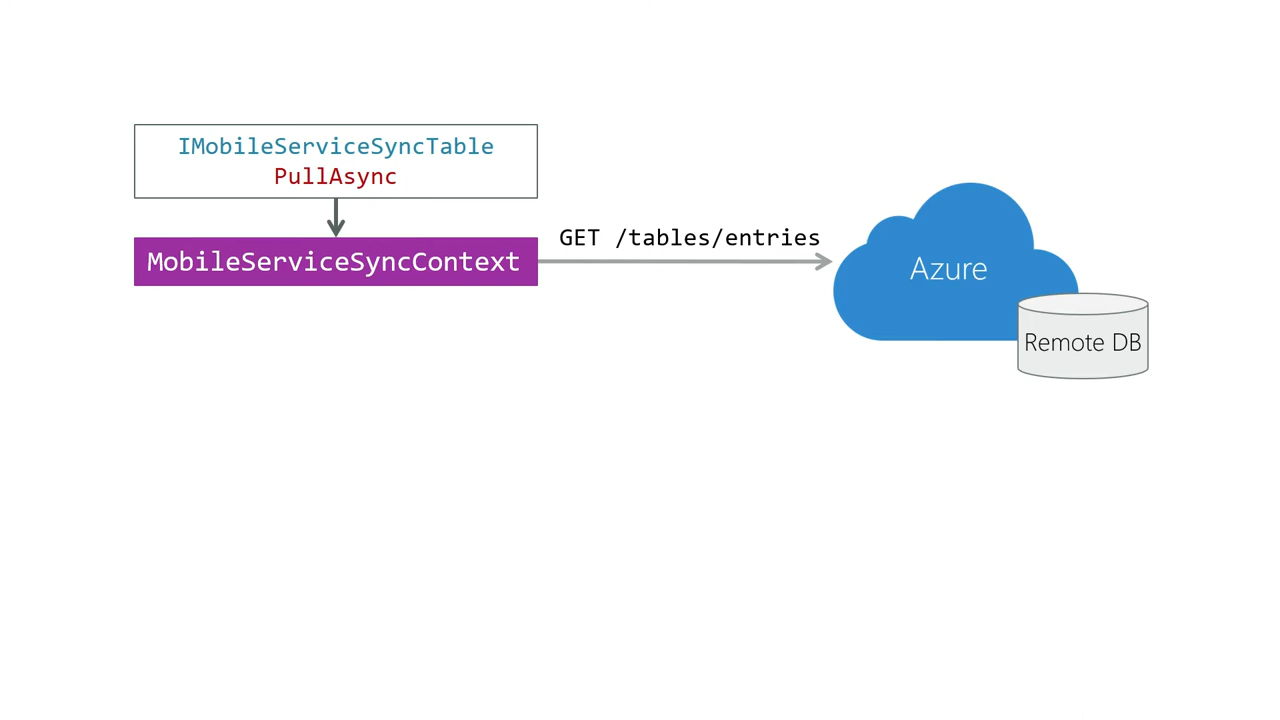 IMobileServiceSyncTable
PullAsync
MobileServiceSyncContext
GET /tables/entries
Azure
Remote DB